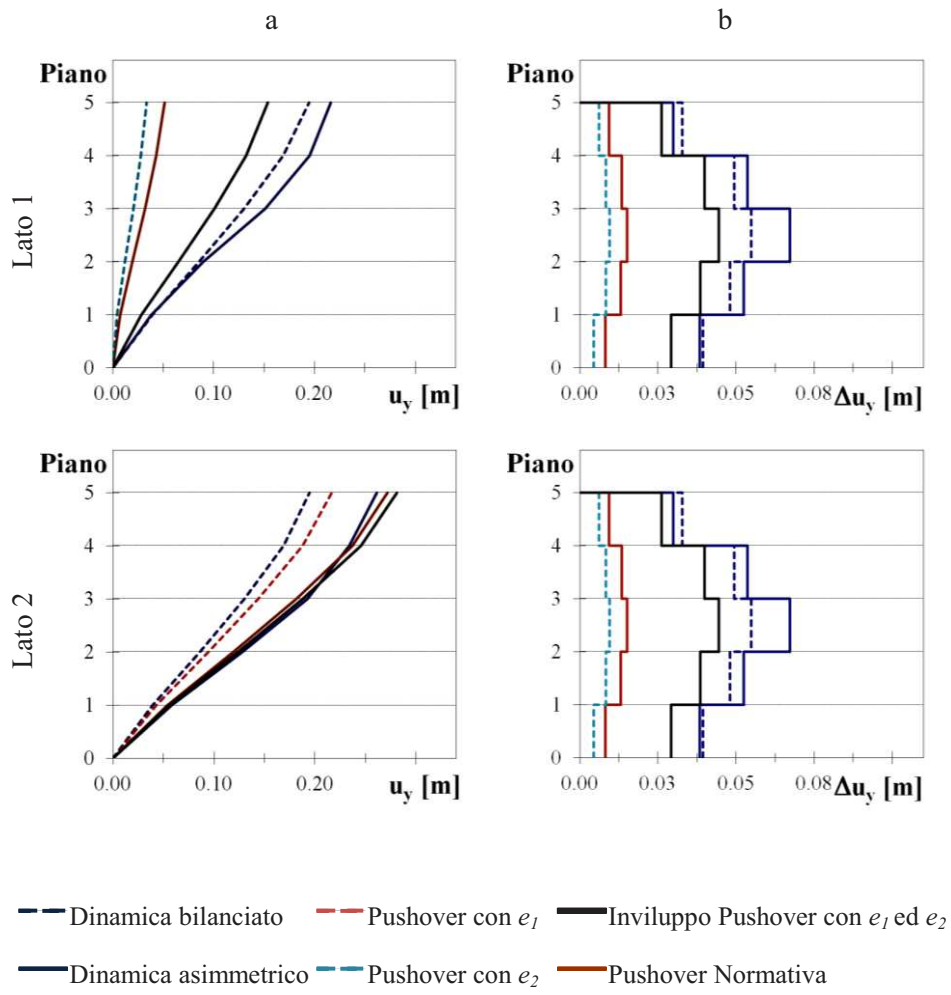 a
b
Piano
5
4
3
2
1
0
0.00
0.10
0.20
u_y [m]
Lato 1
Piano
5
4
3
2
1
0
0.00
0.03
0.05
0.08
Δu_y [m]
Piano
5
4
3
2
1
0
0.00
0.10
0.20
u_y [m]
Lato 2
Piano
5
4
3
2
1
0
0.00
0.03
0.05
0.08
Δu_y [m]
Dinamica bilanciato
Pushover con e_1
Inviluppo Pushover con e_1 ed e_2
Dinamica asimmetrico
Pushover con e_2
Pushover Normativa